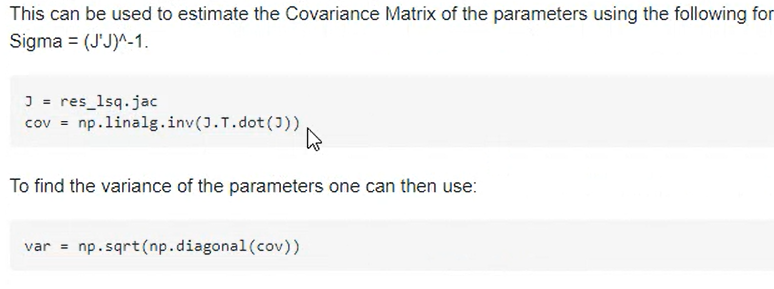 This can be used to estimate the Covariance Matrix of the parameters using the following for
Sigma = (J'J)^-1.
J = res_lsq.jac
cov = np.linalg.inv(J.T.dot(J))
To find the variance of the parameters one can then use:
var = np.sqrt(np.diagonal(cov))